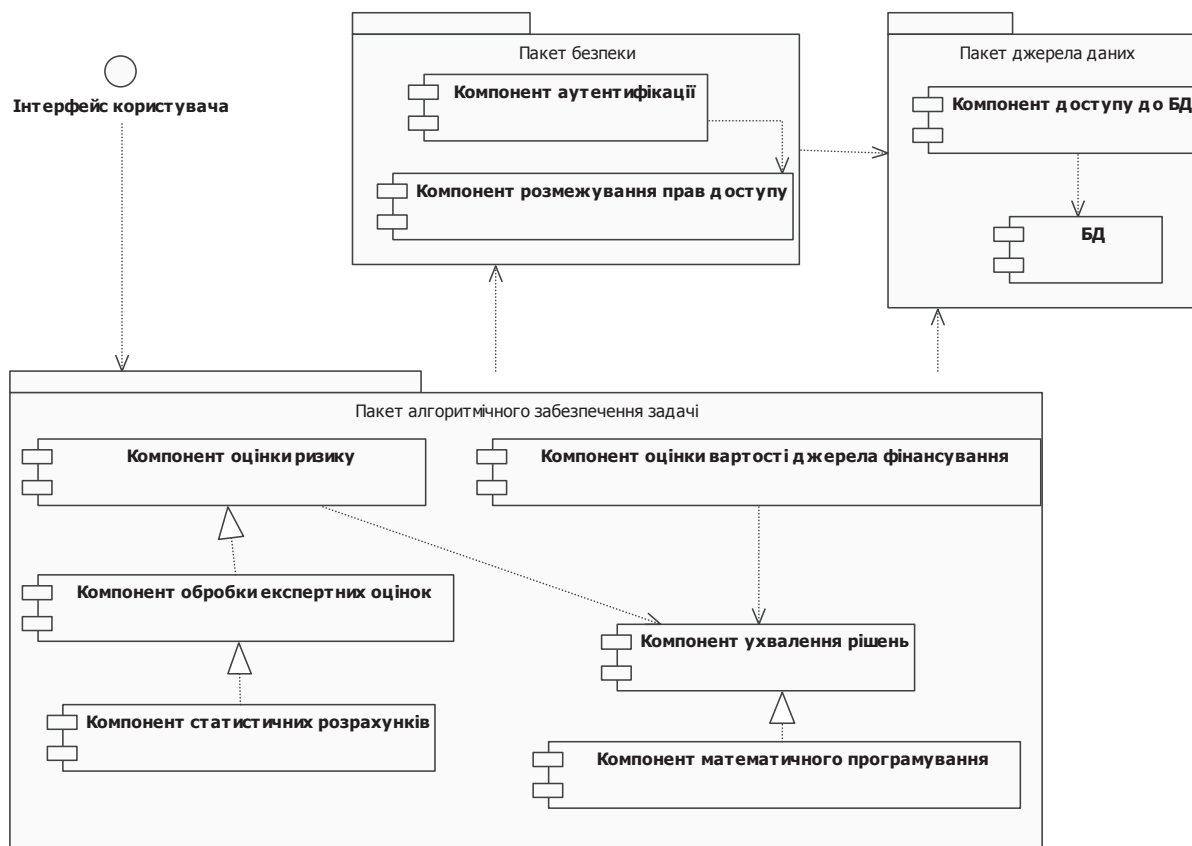 Пакет безпеки
Пакет джерела даних
Компонент аутентифікації
Компонент доступу до БД
Інтерфейс користувача
Компонент розмежування прав доступу
БД
Пакет алгоритмічного забезпечення задачі
Компонент оцінки ризику
Компонент оцінки вартості джерела фінансування
Компонент обробки експертних оцінок
Компонент ухвалення рішень
Компонент статистичних розрахунків
Компонент математичного програмування